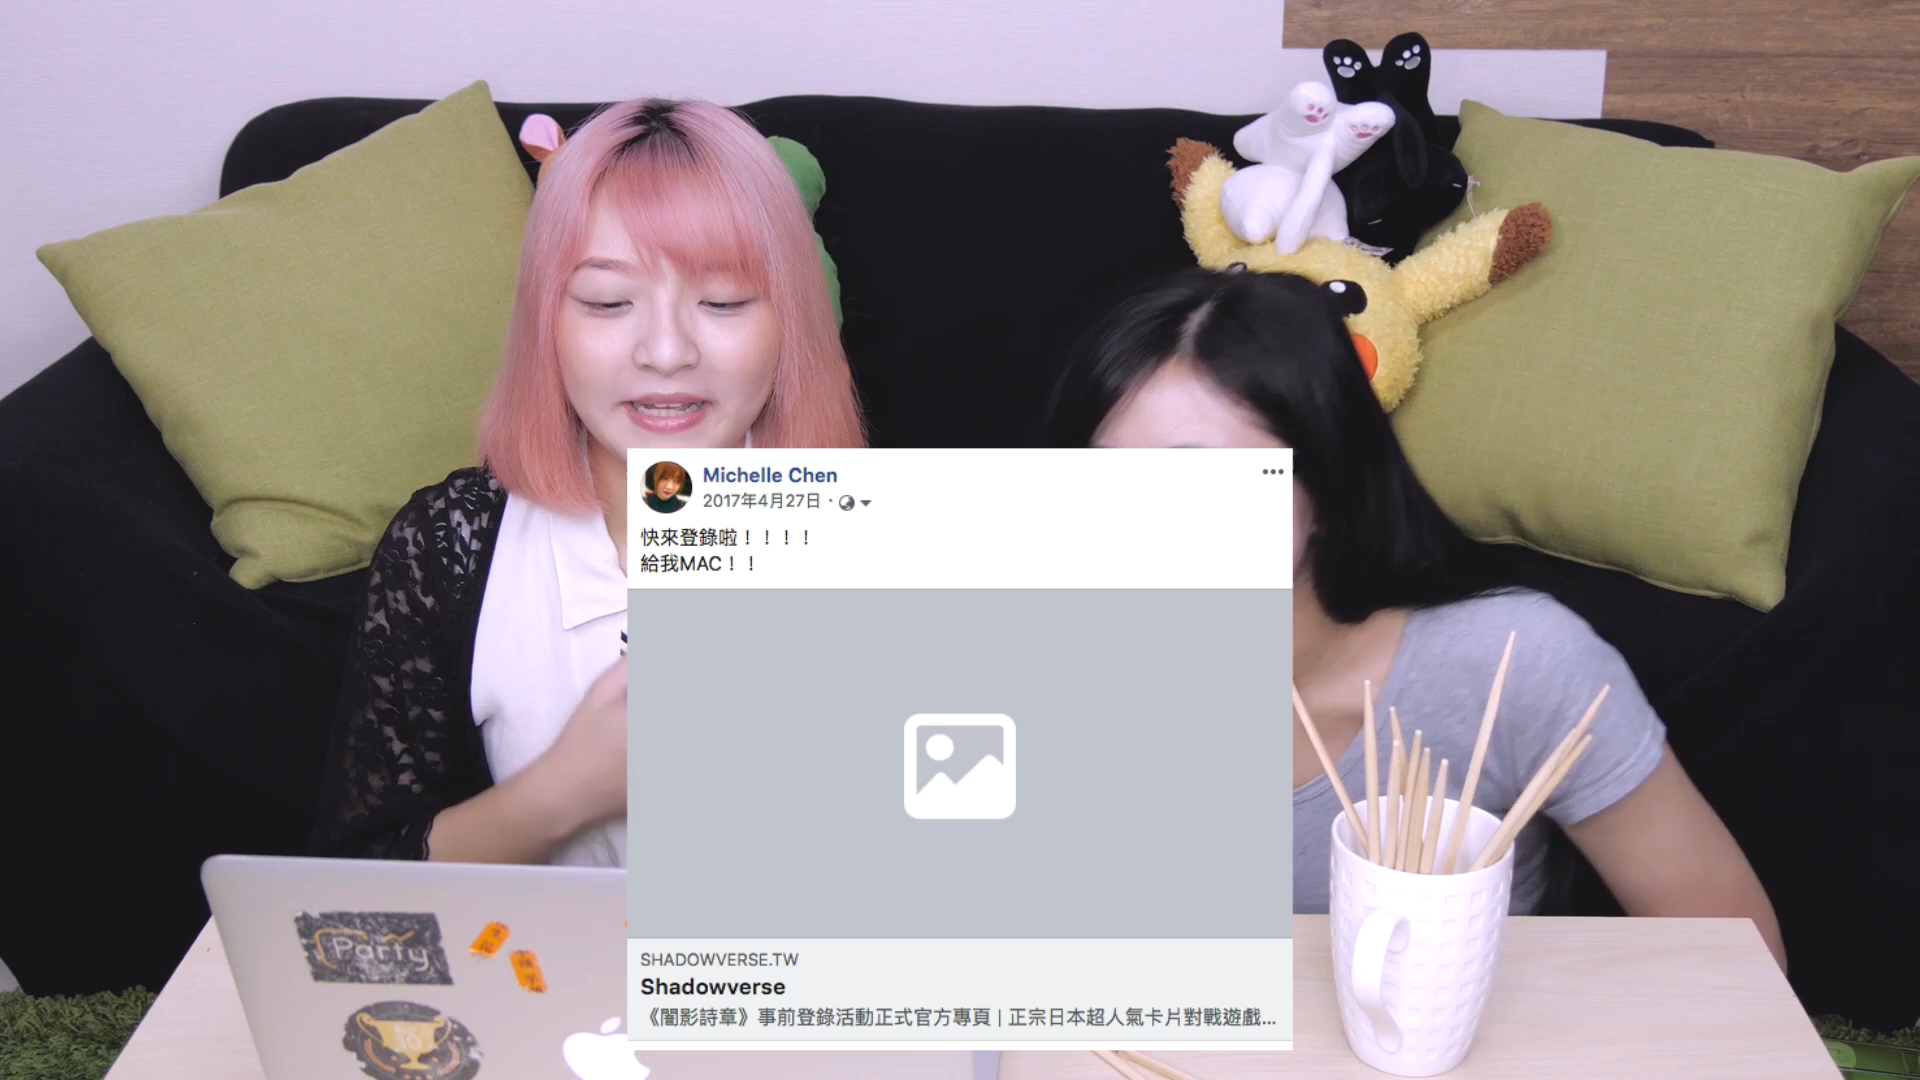 Michelle Chen
2017年4月27日 ·
快來登錄啦！！！！
給我MAC！！
SHADOWVERSE.TW
Shadowverse
《闇影詩章》事前登錄活動正式官方專頁 | 正宗日本超人氣卡片對戰遊戲...
Party